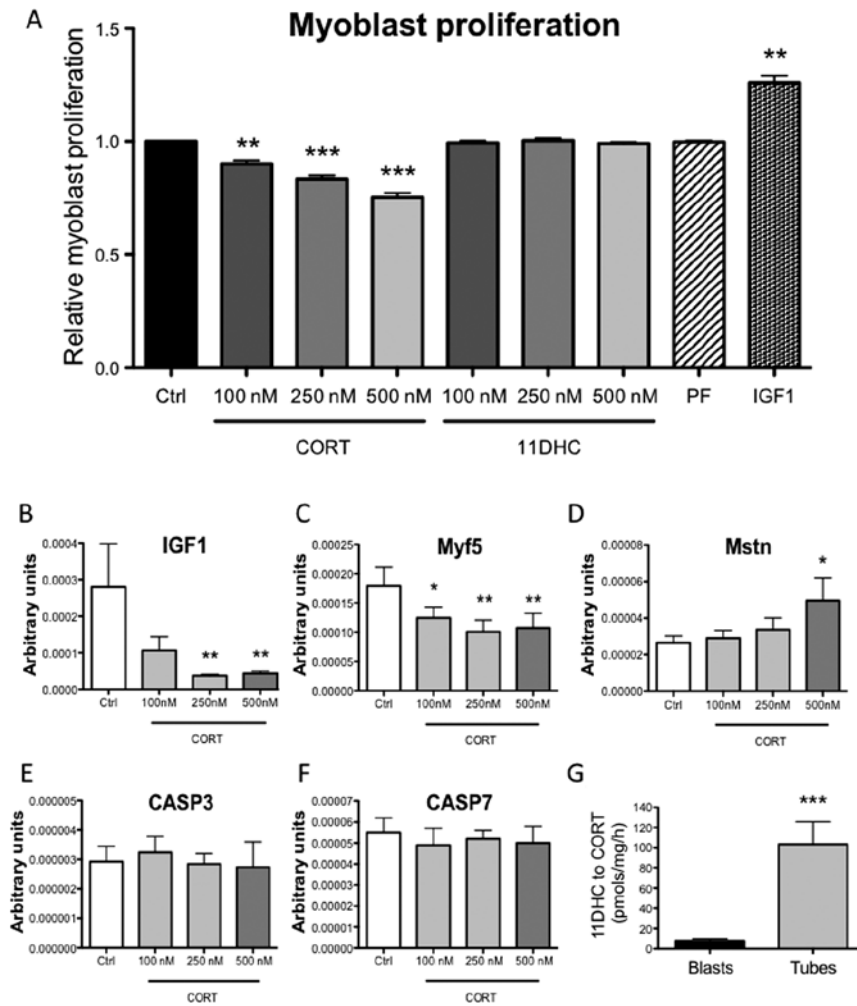 A
Myoblast proliferation
Relative myoblast proliferation
1.5
1.0
0.5
0.0
** *** *** **
Ctrl 100 nM 250 nM 500 nM 100 nM 250 nM 500 nM PF IGF1
CORT 11DHC
B
IGF1
Arbitrary units
0.0004
0.0003
0.0002
0.0001
0.0000
** **
Ctrl 100nM 250nM 500nM
CORT
C
Myf5
Arbitrary units
0.00025
0.00020
0.00015
0.00010
0.00005
0.00000
* ** **
Ctrl 100nM 250nM 500nM
CORT
D
Mstn
Arbitrary units
0.00008
0.00006
0.00004
0.00002
0.00000
*
Ctrl 100nM 250nM 500nM
CORT
E
CASP3
Arbitrary units
0.000005
0.000004
0.000003
0.000002
0.000001
0.000000
Ctrl 100 nM 250 nM 500 nM
CORT
F
CASP7
Arbitrary units
0.00007
0.00006
0.00005
0.00004
0.00003
0.00002
0.00001
0.00000
Ctrl 100 nM 250 nM 500 nM
CORT
G
11DHC to CORT
(pmols/mg/h)
140
120
100
80
60
40
20
0
***
Blasts Tubes